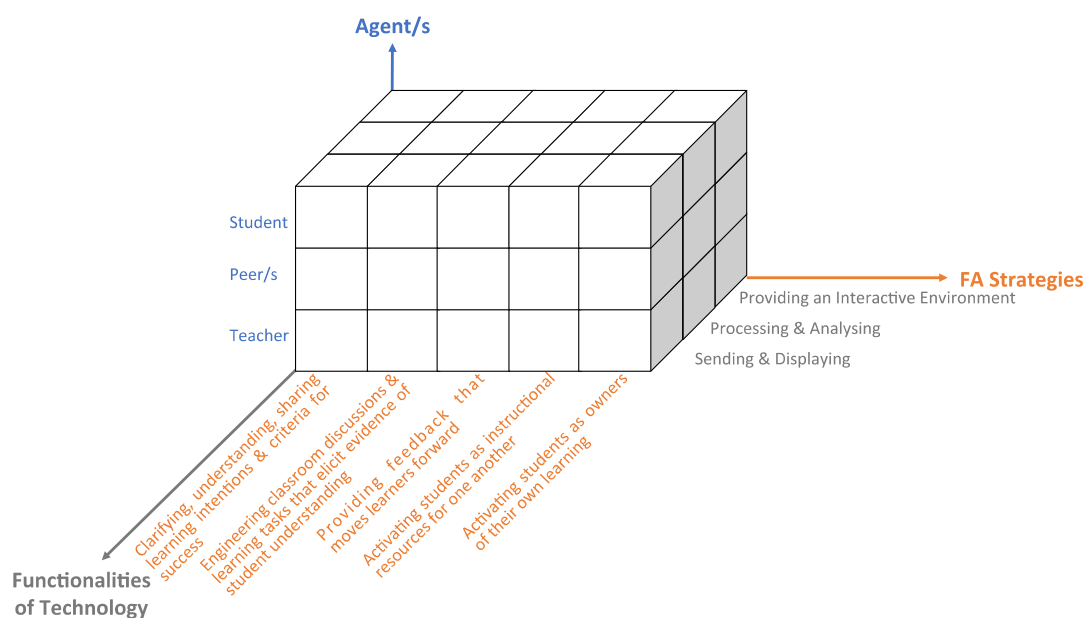 Agent/s
Student
Peer/s
Teacher
FA Strategies
Providing an Interactive Environment
Processing & Analysing
Sending & Displaying
Clarifying, understanding, sharing
learning intentions & criteria for
success
Engineering classroom discussions &
learning tasks that elicit evidence of
student understanding
Providing feedback that
moves learners forward
Activating students as instructional
resources for one another
Activating students as owners
of their own learning
Functionalities
of Technology